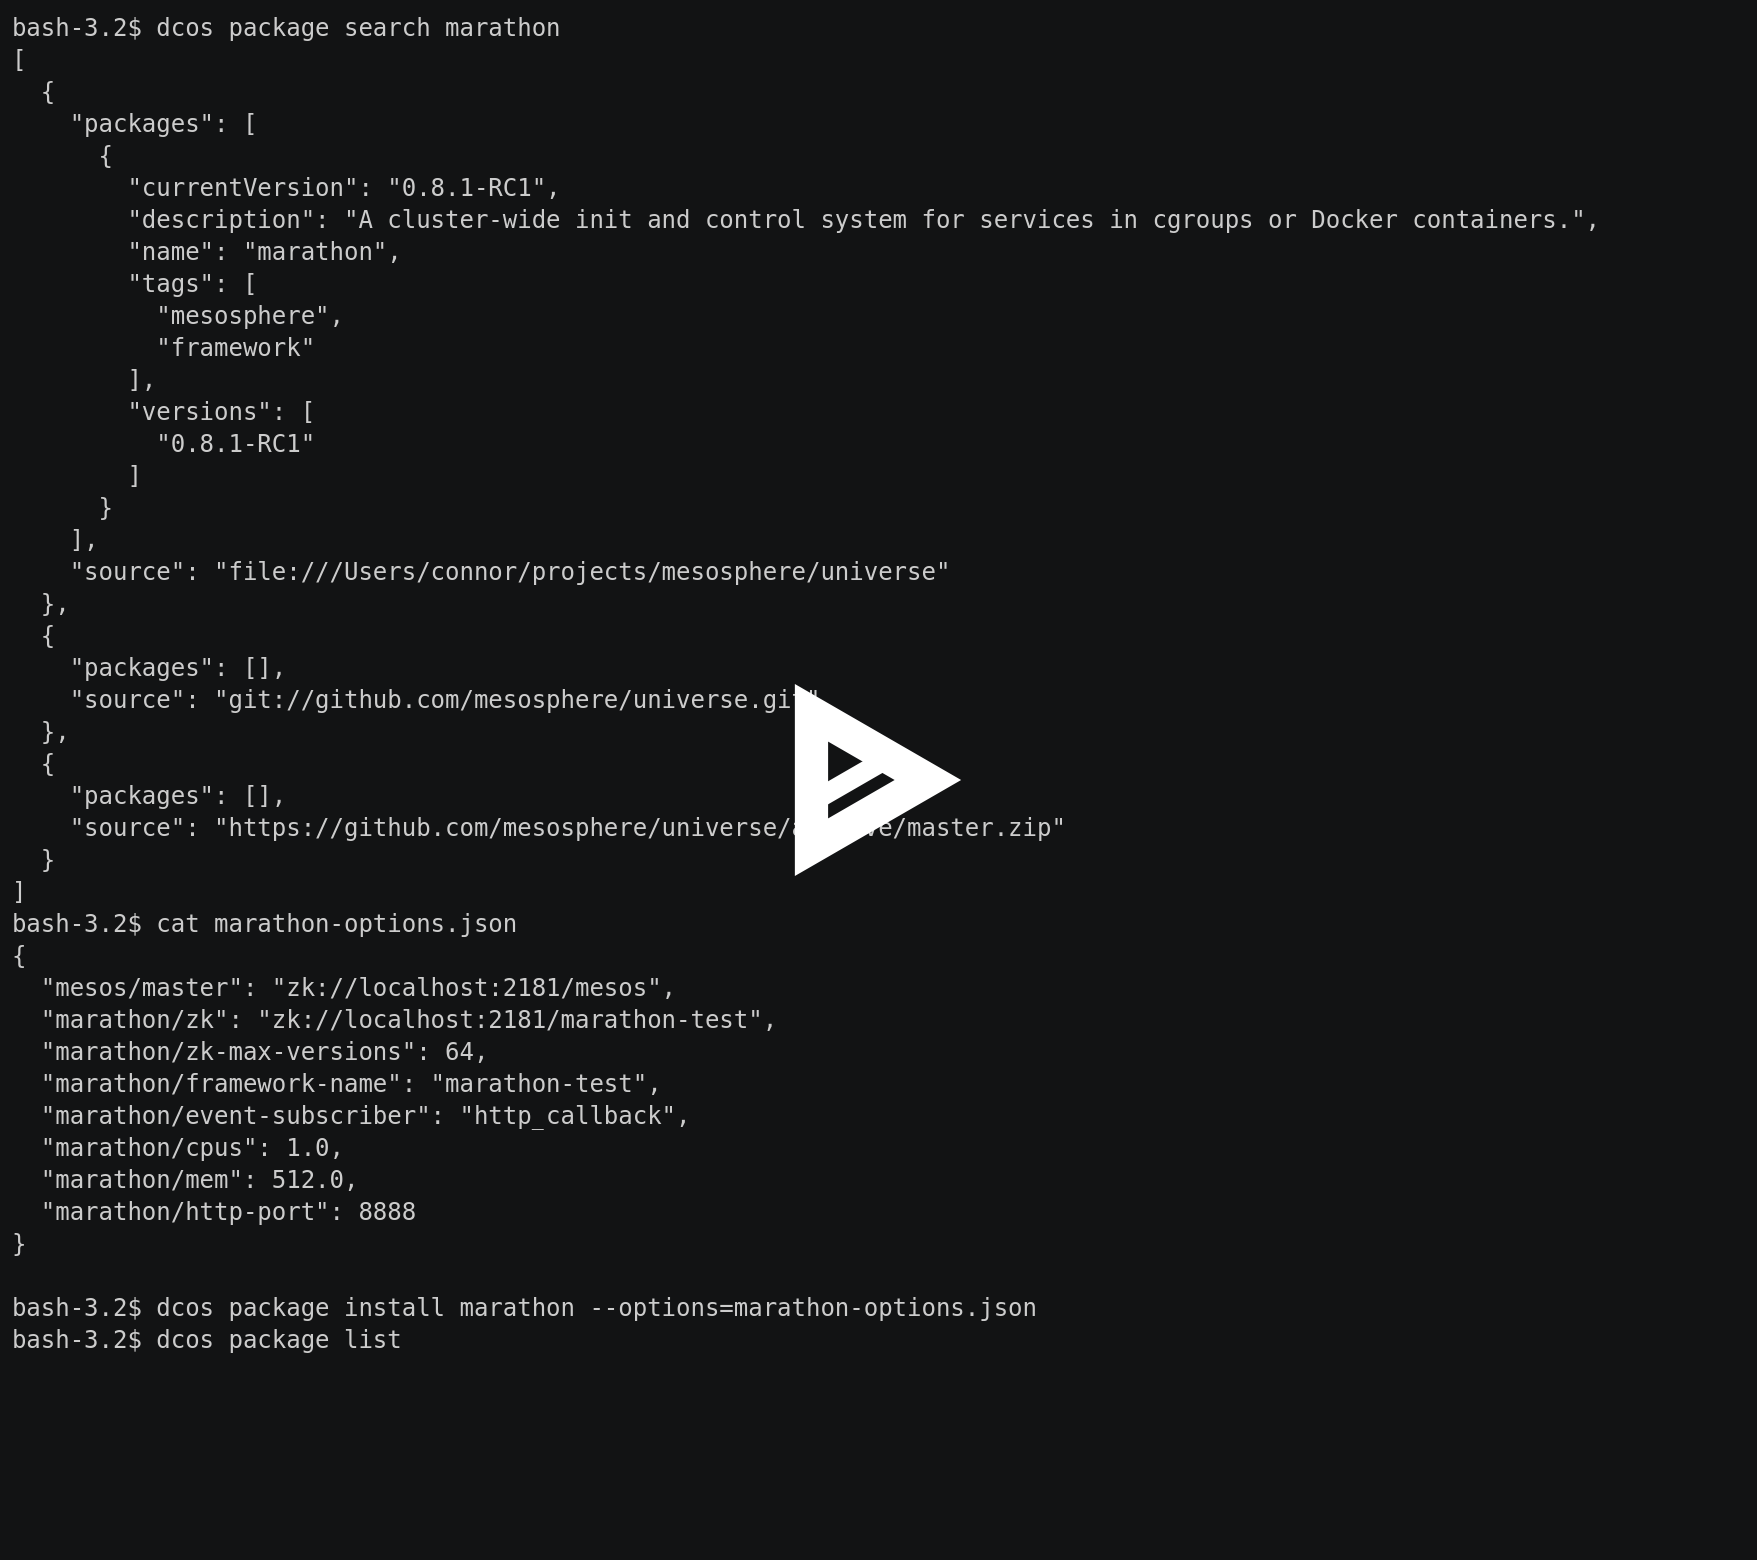 bash-3.2$ dcos package search marathon
[
  {
    "packages": [
      {
        "currentVersion": "0.8.1-RC1",
        "description": "A cluster-wide init and control system for services in cgroups or Docker containers.",
        "name": "marathon",
        "tags": [
          "mesosphere",
          "framework"
        ],
        "versions": [
          "0.8.1-RC1"
        ]
      }
    ],
    "source": "file:///Users/connor/projects/mesosphere/universe"
  },
  {
    "packages": [],
    "source": "git://github.com/mesosphere/universe.git"
  },
  {
    "packages": [],
    "source": "https://github.com/mesosphere/universe/archive/master.zip"
  }
]
bash-3.2$ cat marathon-options.json
{
  "mesos/master": "zk://localhost:2181/mesos",
  "marathon/zk": "zk://localhost:2181/marathon-test",
  "marathon/zk-max-versions": 64,
  "marathon/framework-name": "marathon-test",
  "marathon/event-subscriber": "http_callback",
  "marathon/cpus": 1.0,
  "marathon/mem": 512.0,
  "marathon/http-port": 8888
}

bash-3.2$ dcos package install marathon --options=marathon-options.json
bash-3.2$ dcos package list